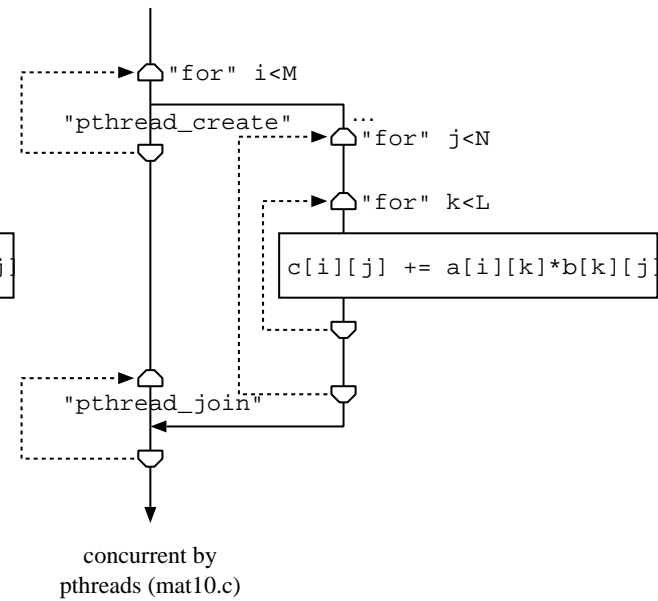 "for" i<M
"pthread_create"
...
"for" j<N
"for" k<L
j]
c[i][j] += a[i][k]*b[k][j]
"pthread_join"
concurrent by
pthreads (mat10.c)